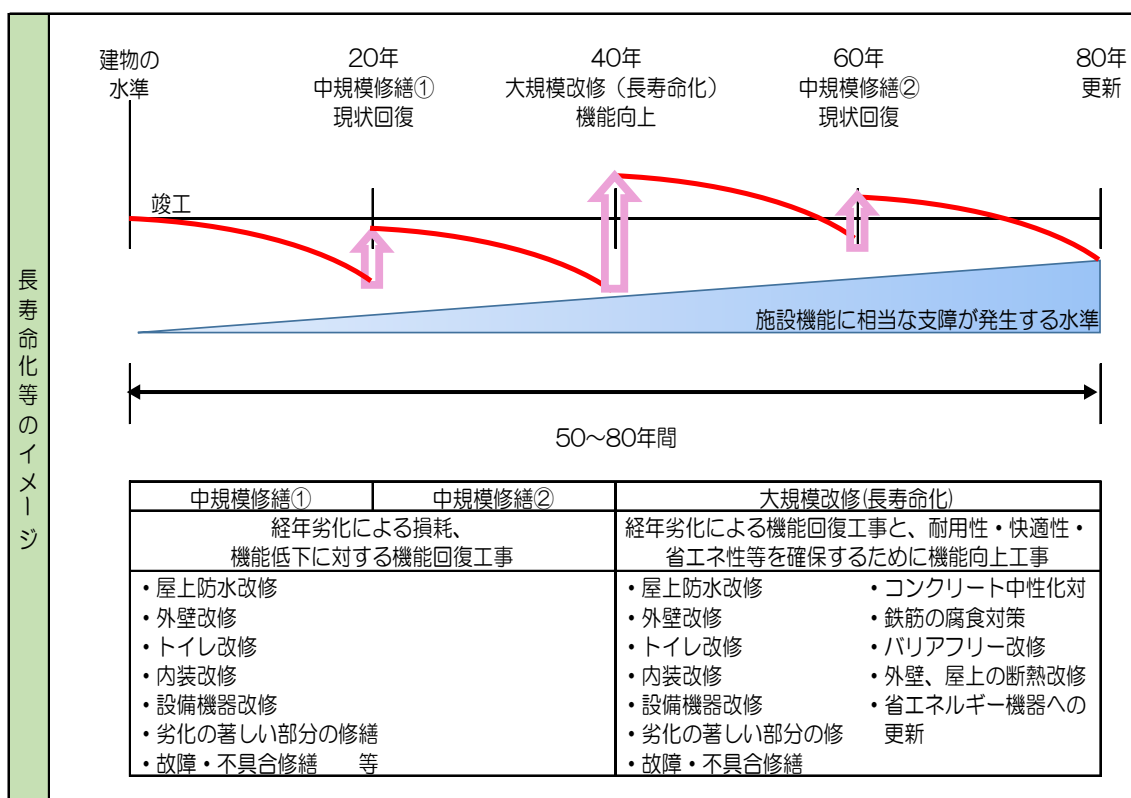 長寿命化等のイメージ
建物の
水準
20年
中規模修繕①
現状回復
40年
大規模改修（長寿命化）
機能向上
60年
中規模修繕②
現状回復
80年
更新
竣工
施設機能に相当な支障が発生する水準
50～80年間
中規模修繕①
中規模修繕②
大規模改修(長寿命化)
経年劣化による損耗、
機能低下に対する機能回復工事
経年劣化による機能回復工事と、耐用性・快適性・
省エネ性等を確保するために機能向上工事
・屋上防水改修
・外壁改修
・トイレ改修
・内装改修
・設備機器改修
・劣化の著しい部分の修繕
・故障・不具合修繕　等
・屋上防水改修
・外壁改修
・トイレ改修
・内装改修
・設備機器改修
・劣化の著しい部分の修
・故障・不具合修繕
・コンクリート中性化対
・鉄筋の腐食対策
・バリアフリー改修
・外壁、屋上の断熱改修
・省エネルギー機器への
更新